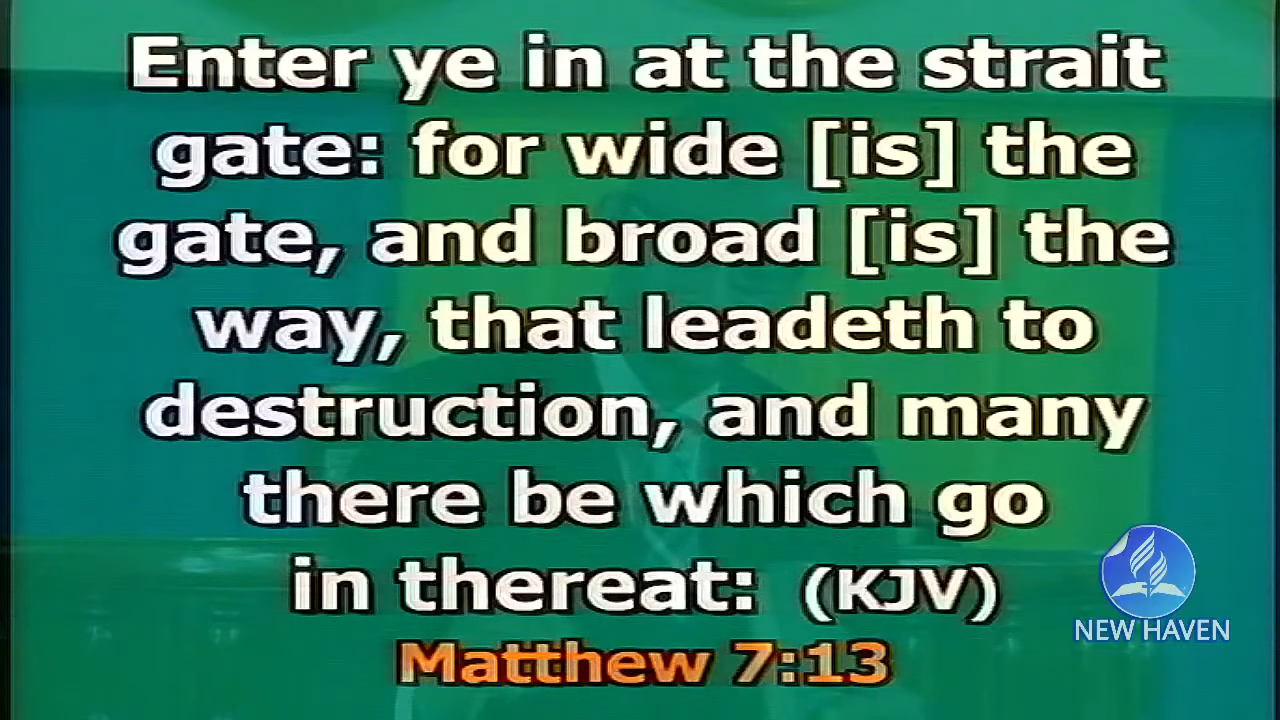 Enter ye in at the strait
gate: for wide [is] the
gate, and broad [is] the
way, that leadeth to
destruction, and many
there be which go
in thereat: (KJV)
Matthew 7:13
NEW HAVEN